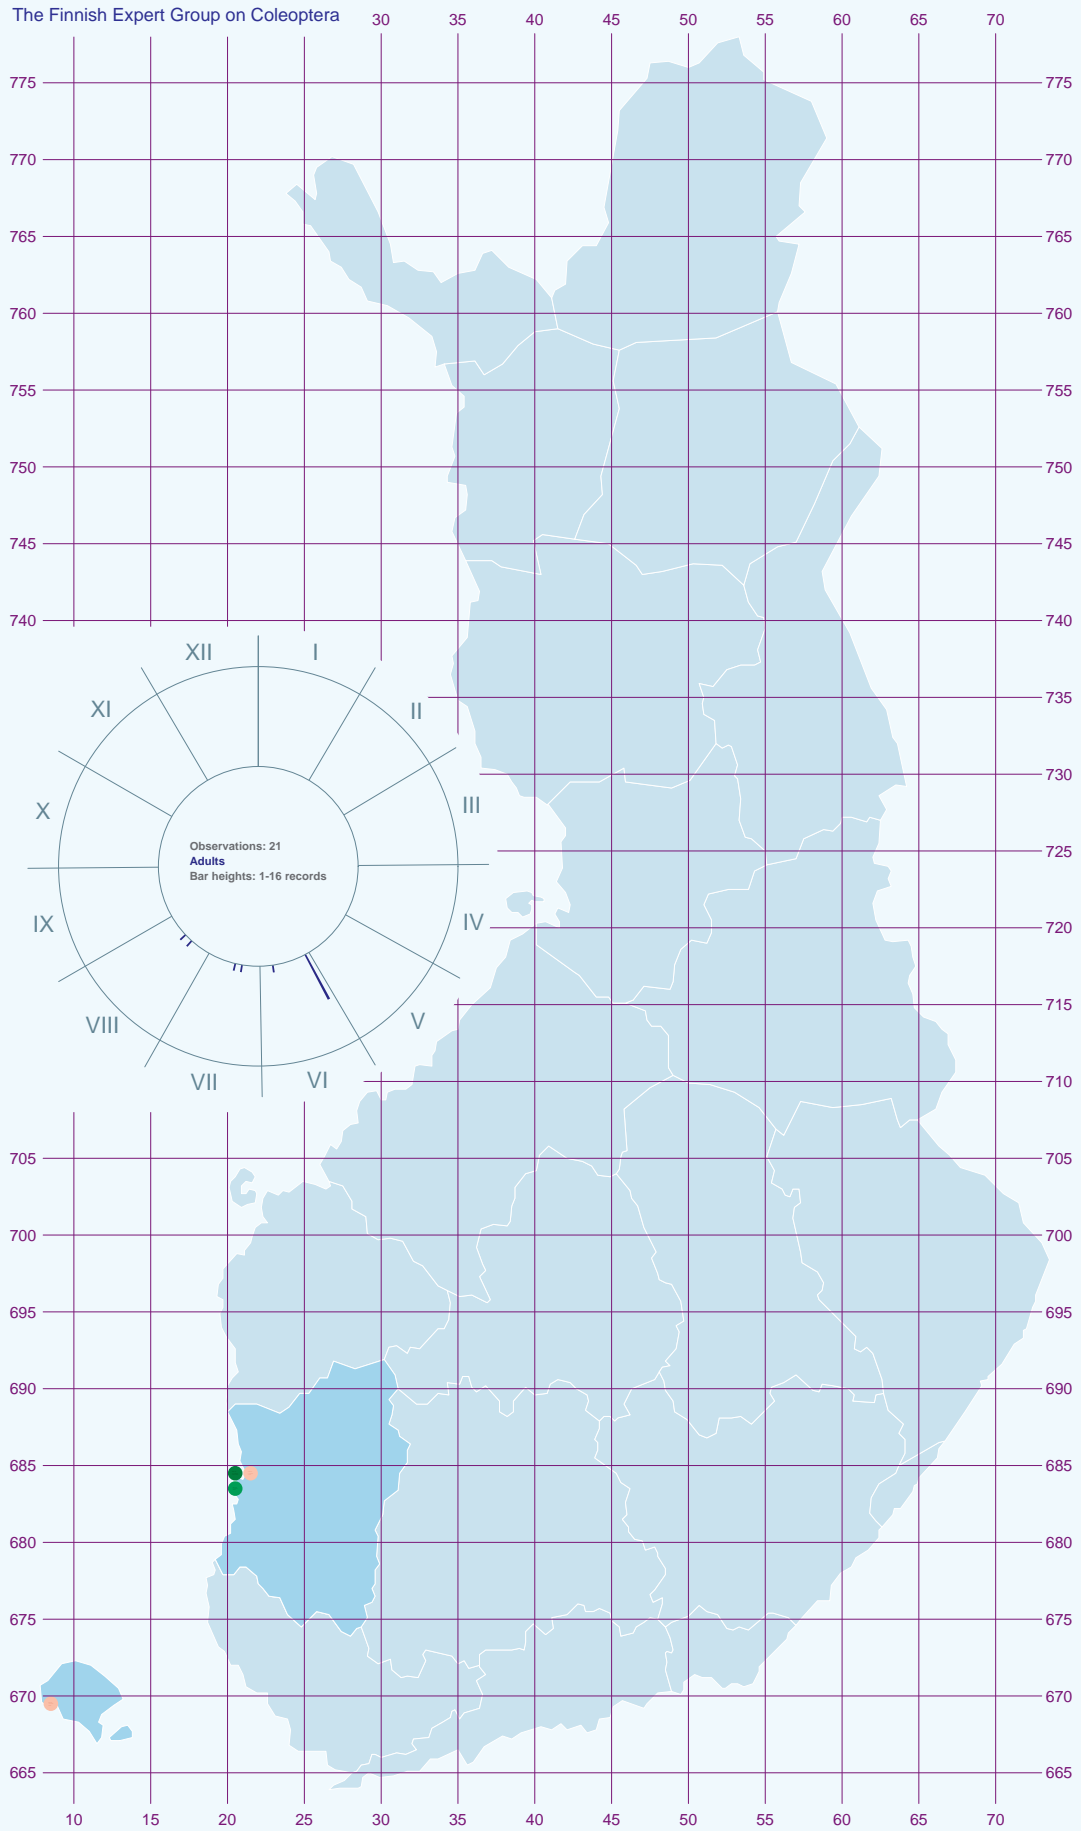 The Finnish Expert Group on Coleoptera
30 35 40 45 50 55 60 65 70
775 775
770 770
765 765
760 760
755 755
750 750
745 745
740 740
XII I
XI II
735
730
X III
Observations: 21
Adults
Bar heights: 1-16 records
725
IX IV
720
VIII V
715
VII VI
710
705 705
700 700
695 695
690 690
685 685
680 680
675 675
670 670
665 665
10 15 20 25 30 35 40 45 50 55 60 65 70